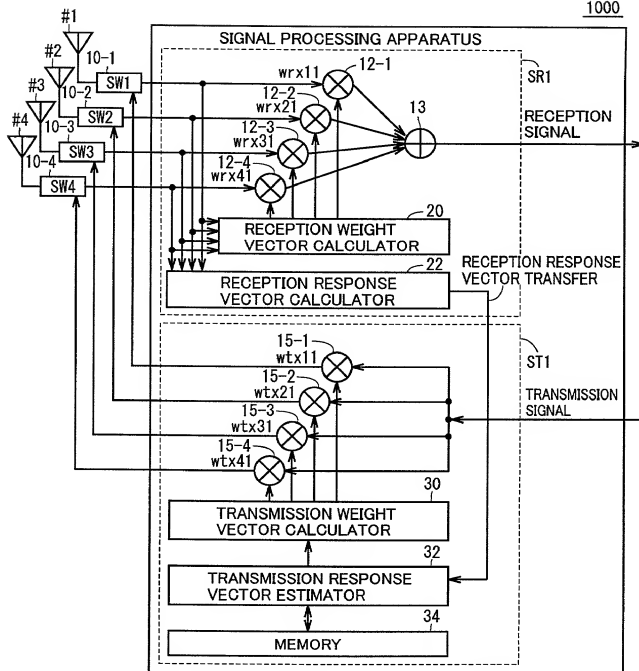 1000
SIGNAL PROCESSING APPARATUS
#1
#2
#3
#4
10-1
10-2
10-3
10-4
SW1
SW2
SW3
SW4
SR1
wrx11
12-1
12-2
wrx21
12-3
wrx31
12-4
wrx41
13
RECEPTION
SIGNAL
20
RECEPTION WEIGHT
VECTOR CALCULATOR
22
RECEPTION RESPONSE
VECTOR CALCULATOR
RECEPTION RESPONSE
VECTOR TRANSFER
15-1
wtx11
15-2
wtx21
15-3
wtx31
15-4
wtx41
ST1
TRANSMISSION
SIGNAL
30
TRANSMISSION WEIGHT
VECTOR CALCULATOR
32
TRANSMISSION RESPONSE
VECTOR ESTIMATOR
34
MEMORY